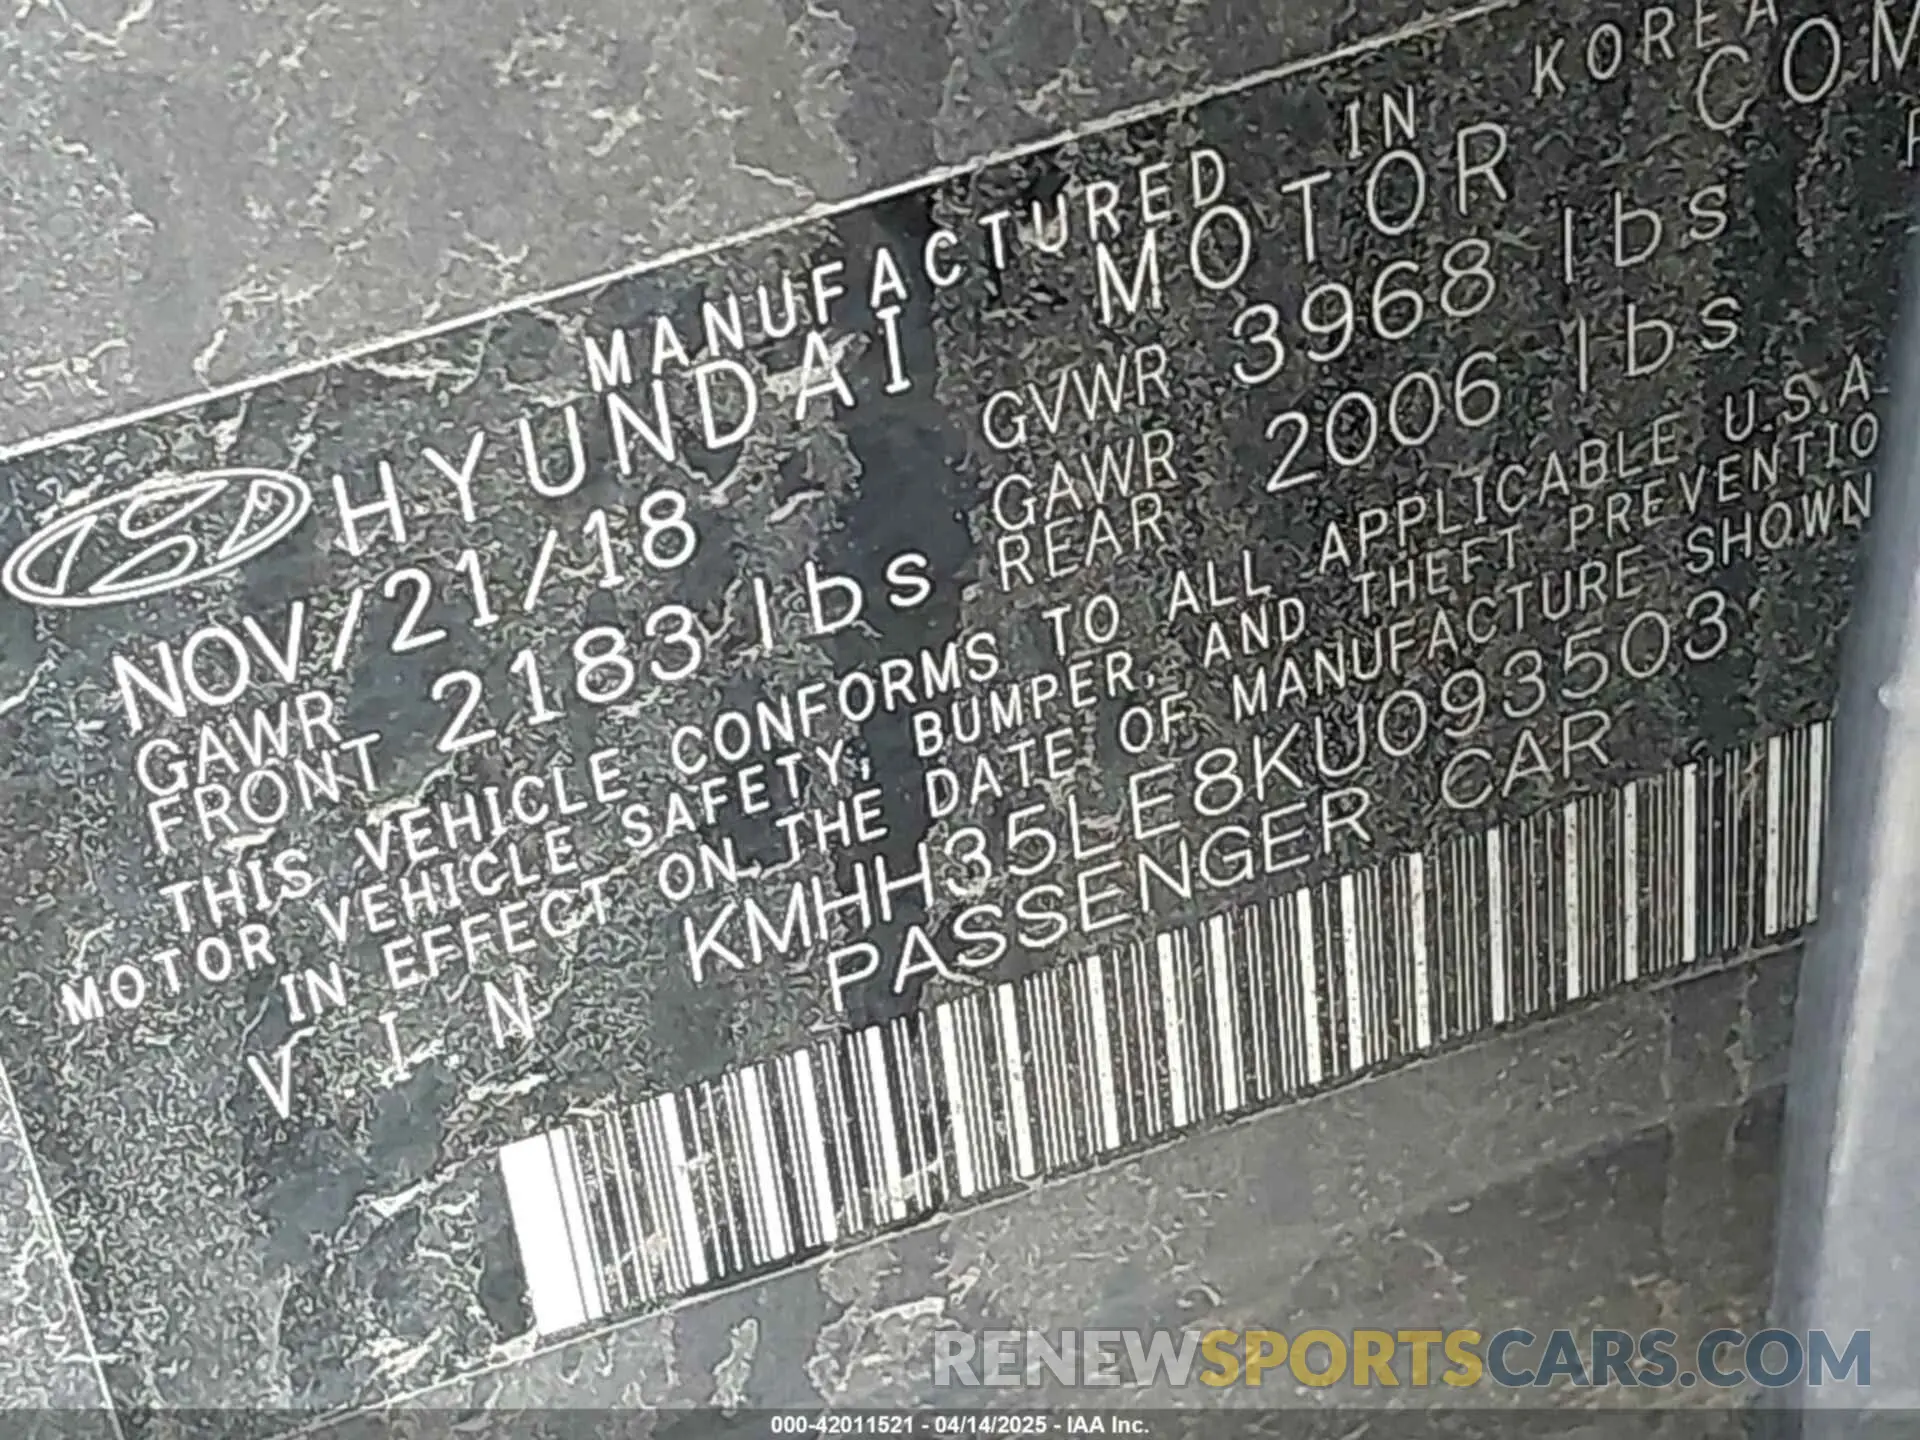 MANUFACTURED IN KOREA
HYUNDAI MOTOR COM
NOV/21/18 GVWR 3968 lbs
GAWR FRONT 2183 lbs GAWR REAR 2006 lbs
THIS VEHICLE CONFORMS TO ALL APPLICABLE U.S.A
MOTOR VEHICLE SAFETY, BUMPER, AND THEFT PREVENTIO
IN EFFECT ON THE DATE OF MANUFACTURE SHOWN
V I N KMHH35LE8KU093503
PASSENGER CAR
RENEWSPORTSCARS.COM
000-42011521 - 04/14/2025 - IAA Inc.